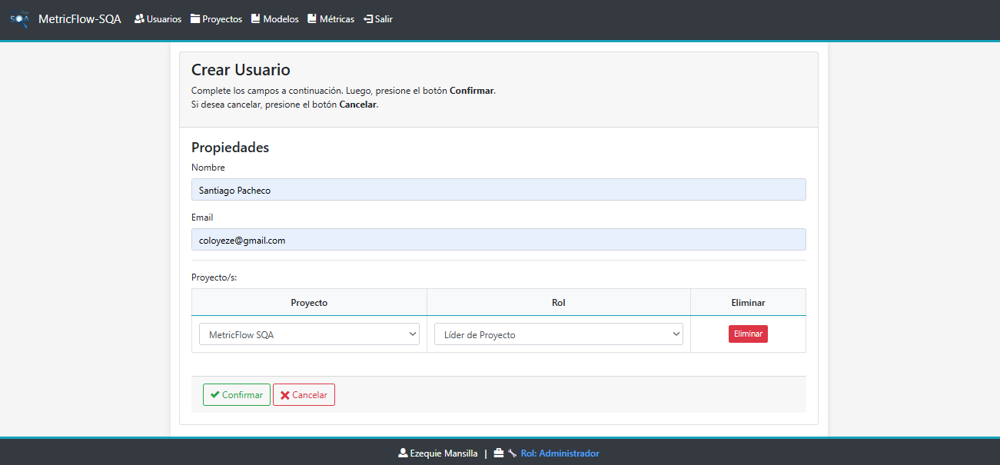 SQA MetricFlow-SQA Usuarios Proyectos Modelos Métricas Salir
Crear Usuario
Complete los campos a continuación. Luego, presione el botón Confirmar.
Si desea cancelar, presione el botón Cancelar.
Propiedades
Nombre
Santiago Pacheco
Email
coloyeze@gmail.com
Proyecto/s:
Proyecto Rol Eliminar
MetricFlow SQA Líder de Proyecto Eliminar
Confirmar Cancelar
Ezequie Mansilla | Rol: Administrador